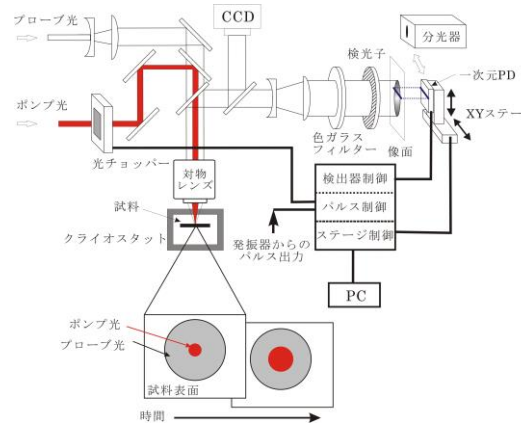 プローブ光
CCD
分光器
検光子
一次元PD
ポンプ光
XYステー
色ガラス
フィルター
像面
光チョッパー
対物
レンズ
検出器制御
試料
パルス制御
クライオスタット
発振器からの
パルス出力
ステージ制御
PC
ポンプ光
プローブ光
試料表面
時間